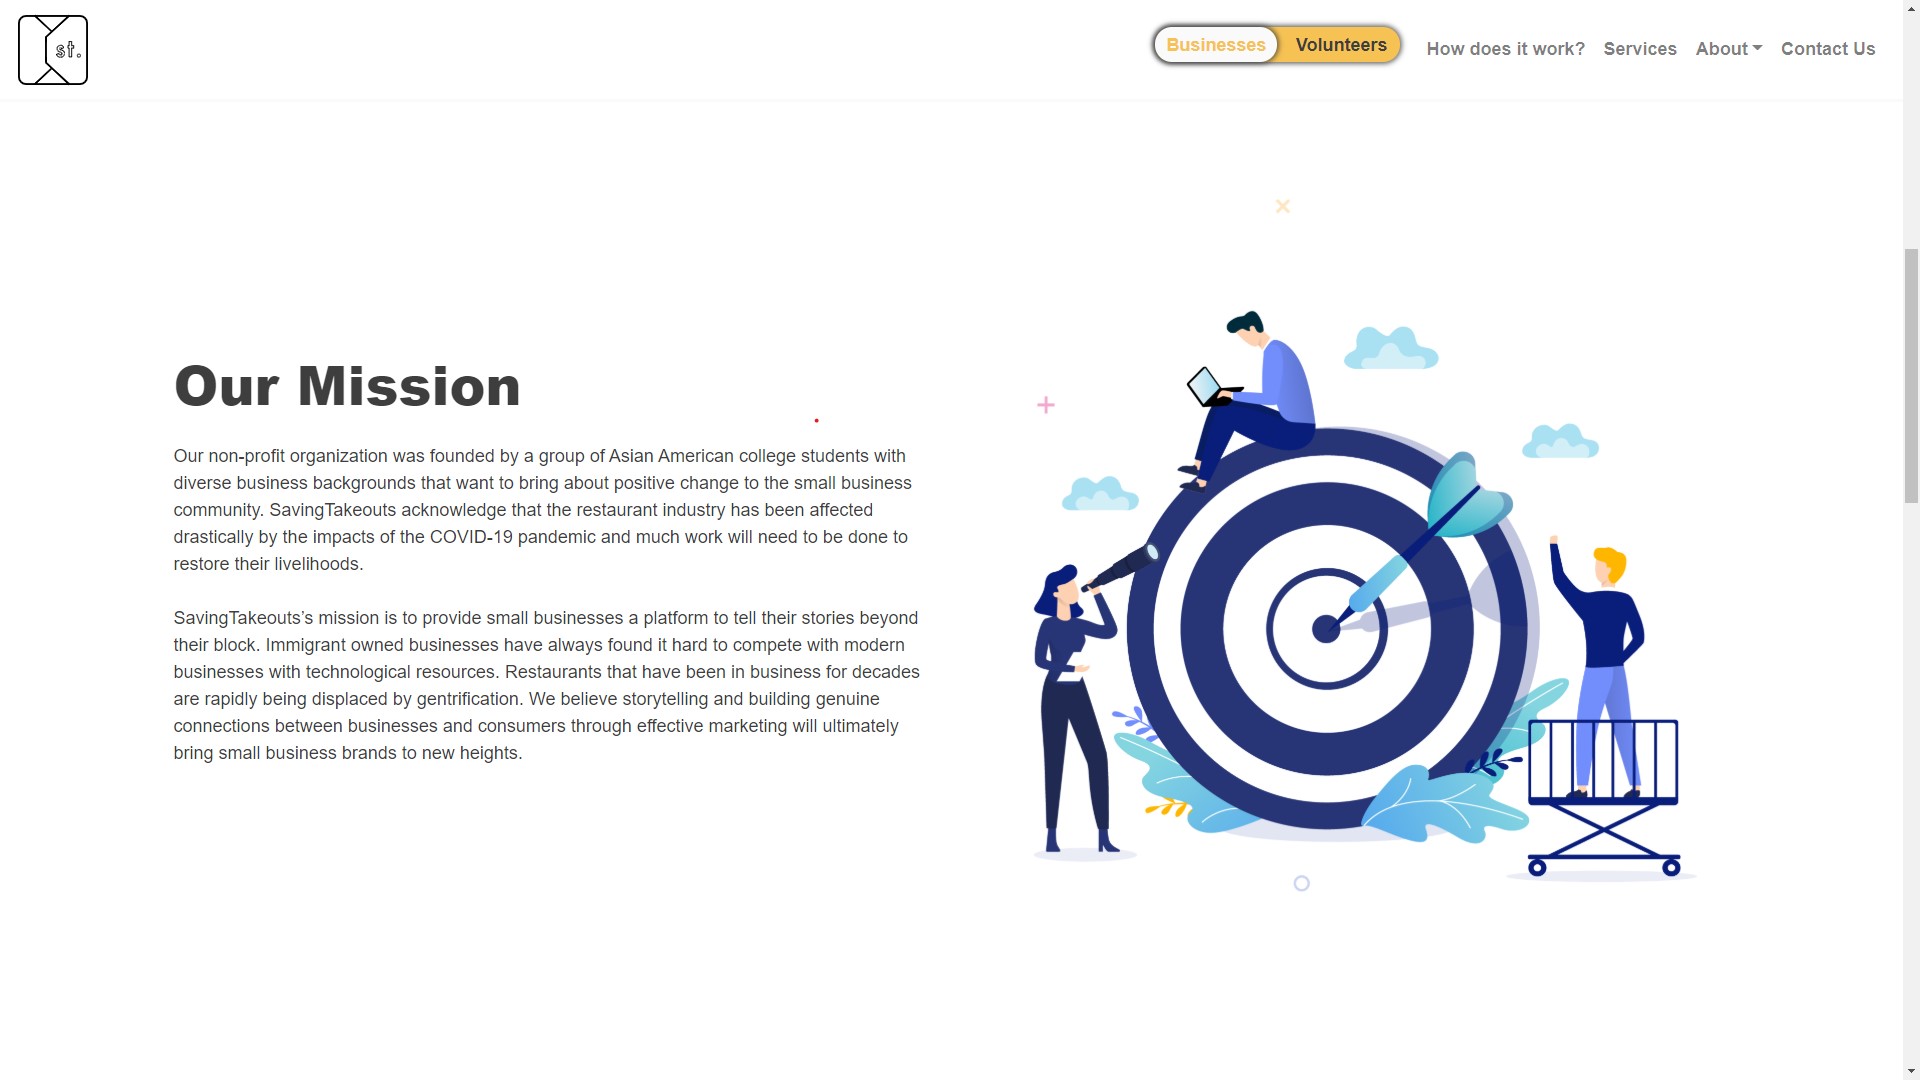 st.
Businesses Volunteers How does it work? Services About Contact Us
Our Mission
Our non-profit organization was founded by a group of Asian American college students with
diverse business backgrounds that want to bring about positive change to the small business
community. SavingTakeouts acknowledge that the restaurant industry has been affected
drastically by the impacts of the COVID-19 pandemic and much work will need to be done to
restore their livelihoods.
SavingTakeouts’s mission is to provide small businesses a platform to tell their stories beyond
their block. Immigrant owned businesses have always found it hard to compete with modern
businesses with technological resources. Restaurants that have been in business for decades
are rapidly being displaced by gentrification. We believe storytelling and building genuine
connections between businesses and consumers through effective marketing will ultimately
bring small business brands to new heights.